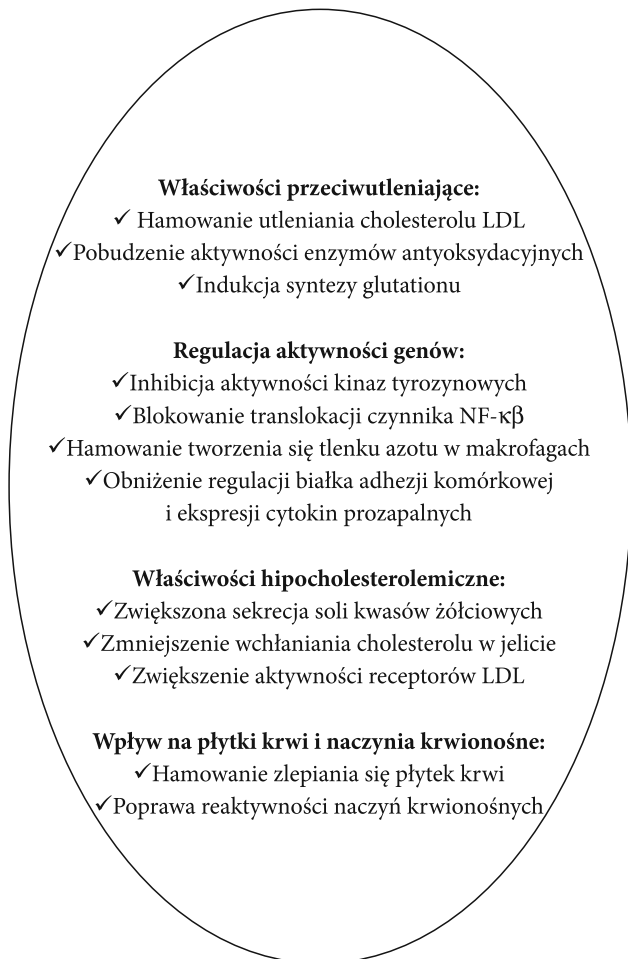 Właściwości przeciwutleniające:
✓ Hamowanie utleniania cholesterolu LDL
✓Pobudzenie aktywności enzymów antyoksydacyjnych
✓Indukcja syntezy glutationu
Regulacja aktywności genów:
✓Inhibicja aktywności kinaz tyrozynowych
✓Blokowanie translokacji czynnika NF-κβ
✓Hamowanie tworzenia się tlenku azotu w makrofagach
✓Obniżenie regulacji białka adhezji komórkowej
i ekspresji cytokin prozapalnych
Właściwości hipocholesterolemiczne:
✓Zwiększona sekrecja soli kwasów żółciowych
✓Zmniejszenie wchłaniania cholesterolu w jelicie
✓Zwiększenie aktywności receptorów LDL
Wpływ na płytki krwi i naczynia krwionośne:
✓Hamowanie zlepiania się płytek krwi
✓Poprawa reaktywności naczyń krwionośnych